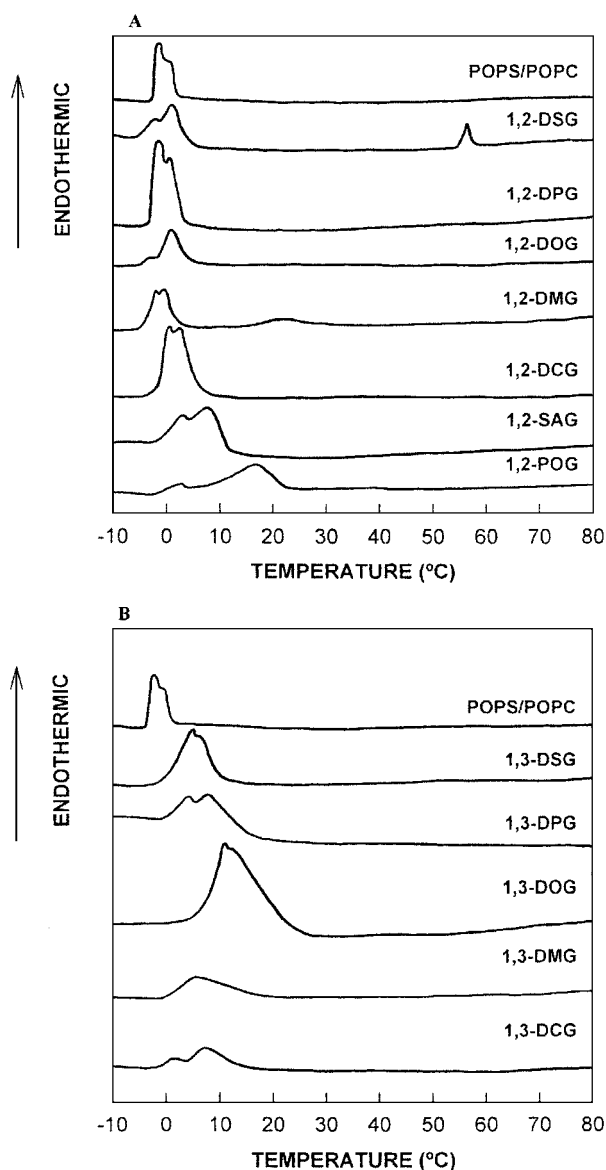 A
ENDOTHERMIC
POPS/POPC
1,2-DSG
1,2-DPG
1,2-DOG
1,2-DMG
1,2-DCG
1,2-SAG
1,2-POG
-10 0 10 20 30 40 50 60 70 80
TEMPERATURE (ºC)
B
ENDOTHERMIC
POPS/POPC
1,3-DSG
1,3-DPG
1,3-DOG
1,3-DMG
1,3-DCG
-10 0 10 20 30 40 50 60 70 80
TEMPERATURE (ºC)